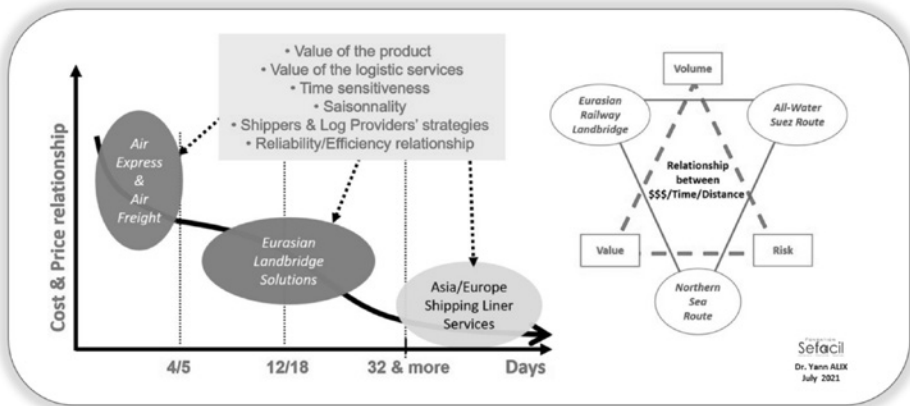 • Value of the product
• Value of the logistic services
• Time sensitiveness
• Saisonnality
• Shippers & Log Providers' strategies
• Reliability/Efficiency relationship
Cost & Price relationship
Air
Express
&
Air
Freight
Eurasian
Landbridge
Solutions
Asia/Europe
Shipping Liner
Services
4/5
12/18
32 & more
Days
Volume
Eurasian
Railway
Landbridge
All-Water
Suez Route
Relationship
between
$$$/Time/Distance
Value
Risk
Northern
Sea
Route
Fondation
Sefacil
Dr. Yann ALIX
July 2021